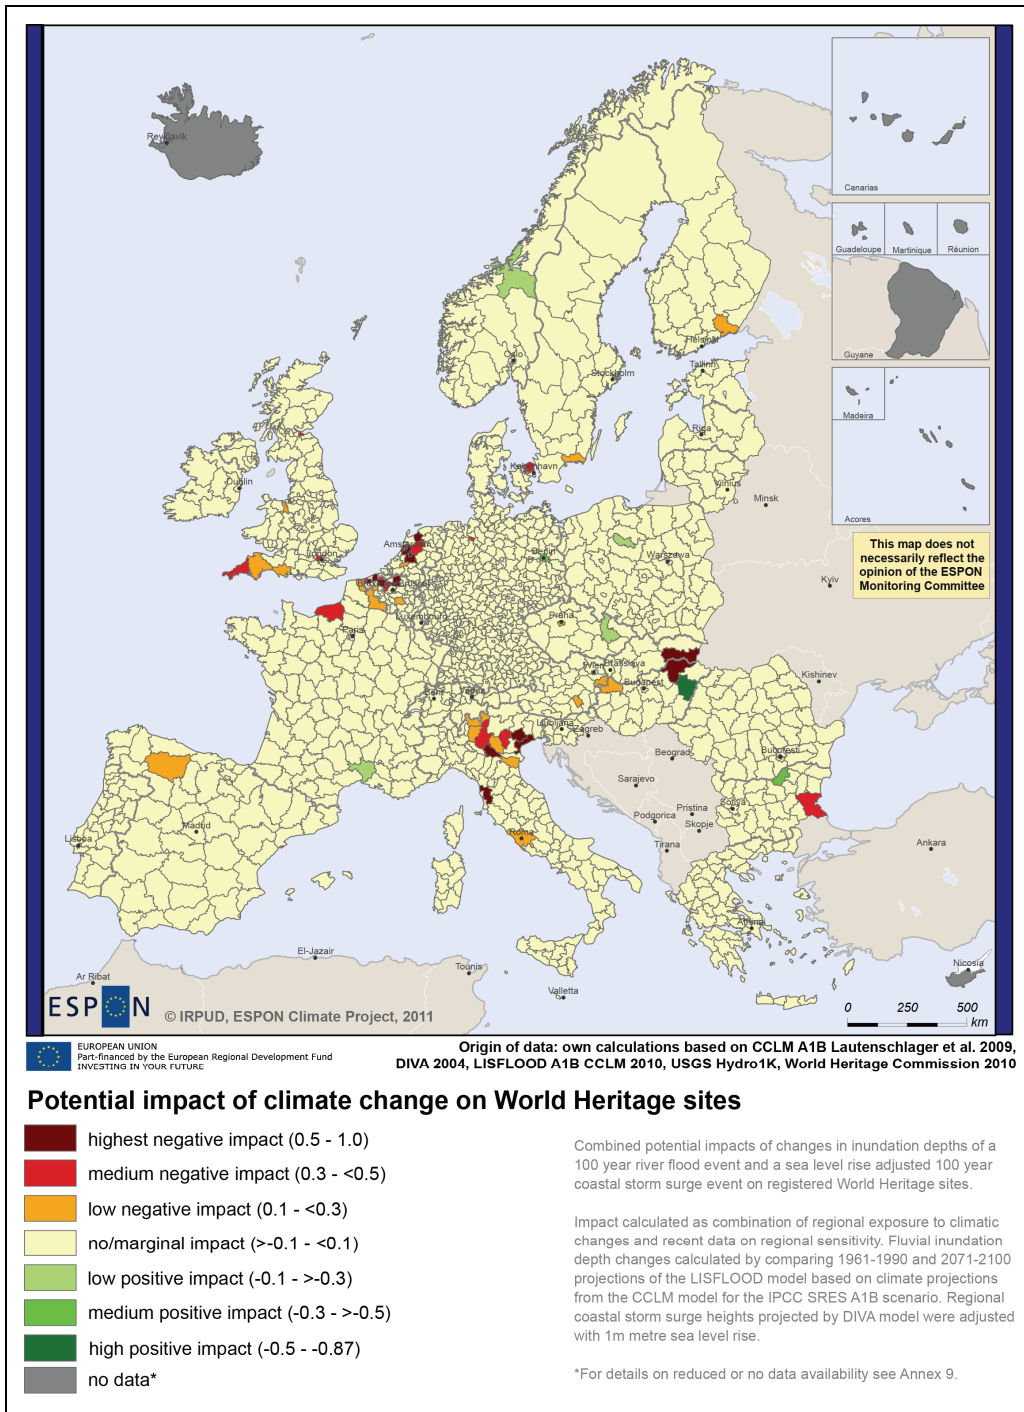 Reykjavik
Canarias
Guadeloupe
Martinique
Réunion
Guyane
Madeira
Acores
Oslo
Stockholm
Helsinki
Tallinn
Riga
Vilnius
Minsk
København
Dublin
London
Amsterdam
Berlin
Warszawa
Kyiv
This map does not
necessarily reflect the
opinion of the ESPON
Monitoring Committee
Luxembourg
Paris
Praha
Wien
Bratislava
Budapest
Kishinev
Bern
Vaduz
Ljubljana
Zagreb
Beograd
Bucuresti
Sarajevo
Pristina
Sofiya
Podgorica
Skopje
Tirana
Ankara
Roma
Madrid
Lisboa
Athinai
El-Jazair
Tounis
Ar Ribat
Valletta
Nicosia
ESPON
© IRPUD, ESPON Climate Project, 2011
0 250 500
km
EUROPEAN UNION
Part-financed by the European Regional Development Fund
INVESTING IN YOUR FUTURE
Origin of data: own calculations based on CCLM A1B Lautenschlager et al. 2009,
DIVA 2004, LISFLOOD A1B CCLM 2010, USGS Hydro1K, World Heritage Commission 2010
Potential impact of climate change on World Heritage sites
highest negative impact (0.5 - 1.0)
medium negative impact (0.3 - <0.5)
low negative impact (0.1 - <0.3)
no/marginal impact (>-0.1 - <0.1)
low positive impact (-0.1 - >-0.3)
medium positive impact (-0.3 - >-0.5)
high positive impact (-0.5 - -0.87)
no data*
Combined potential impacts of changes in inundation depths of a
100 year river flood event and a sea level rise adjusted 100 year
coastal storm surge event on registered World Heritage sites.
Impact calculated as combination of regional exposure to climatic
changes and recent data on regional sensitivity. Fluvial inundation
depth changes calculated by comparing 1961-1990 and 2071-2100
projections of the LISFLOOD model based on climate projections
from the CCLM model for the IPCC SRES A1B scenario. Regional
coastal storm surge heights projected by DIVA model were adjusted
with 1m metre sea level rise.
*For details on reduced or no data availability see Annex 9.